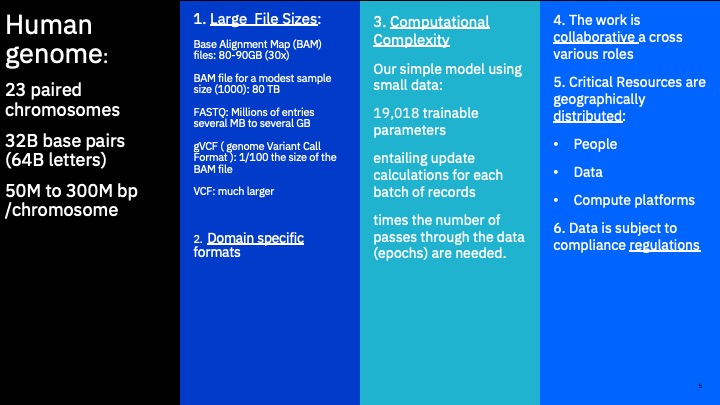 Human
genome:
23 paired
chromosomes
32B base pairs
(64B letters)
50M to 300M bp
/chromosome
1. Large  File Sizes:
Base Alignment Map (BAM)
files: 80-90GB (30x)
BAM file for a modest sample
size (1000): 80 TB
FASTQ: Millions of entries
several MB to several GB
gVCF ( genome Variant Call
Format ): 1/100 the size of the
BAM file
VCF: much larger
2. Domain specific
formats
3. Computational
Complexity
Our simple model using
small data:
19,018 trainable
parameters
entailing update
calculations for each
batch of records
times the number of
passes through the data
(epochs) are needed.
4. The work is
collaborative a cross
various roles
5. Critical Resources are
geographically
distributed:
• People
• Data
• Compute platforms
6. Data is subject to
compliance regulations
5